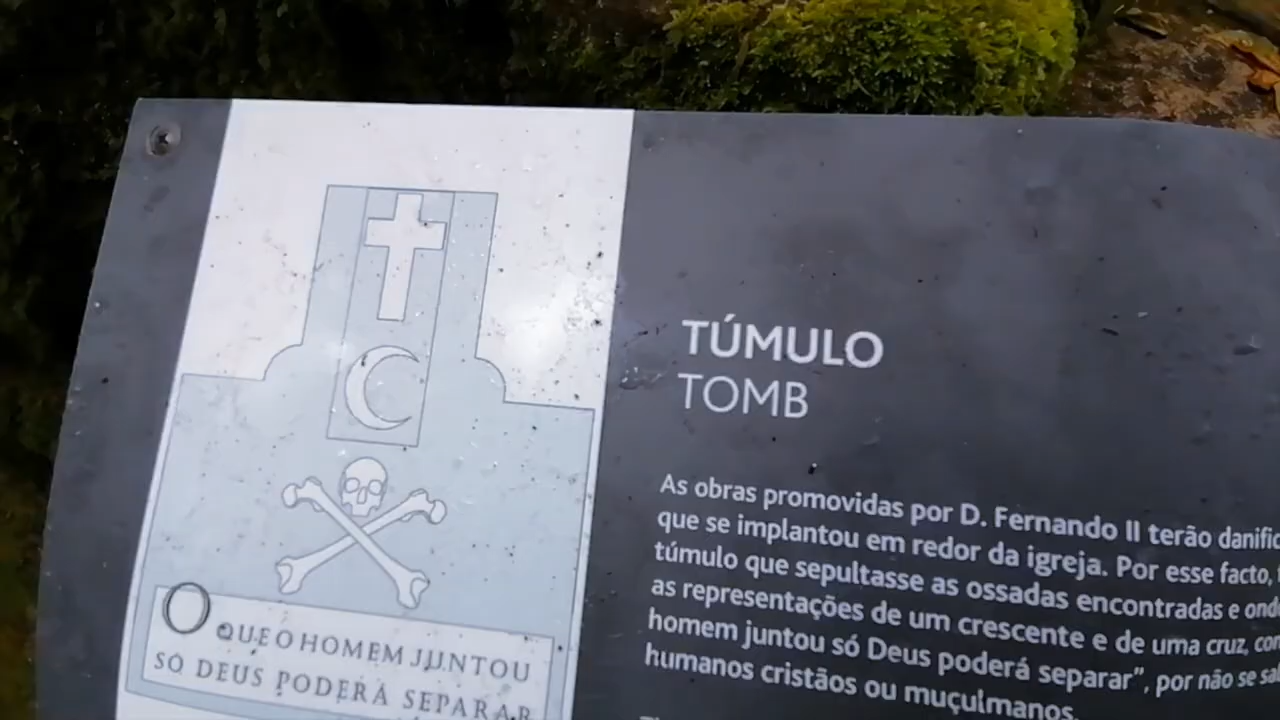 O QUE O HOMEM JUNTOU
SÓ DEUS PODERÁ SEPARAR
TÚMULO
TOMB
As obras promovidas por D. Fernando II terão
que se implantou em redor da igreja. Por esse facto,
túmulo que sepultasse as ossadas encontradas e
as representações de um crescente e de uma cruz,
homem juntou só Deus poderá separar”, por não se
humanos cristãos ou muçulmanos.